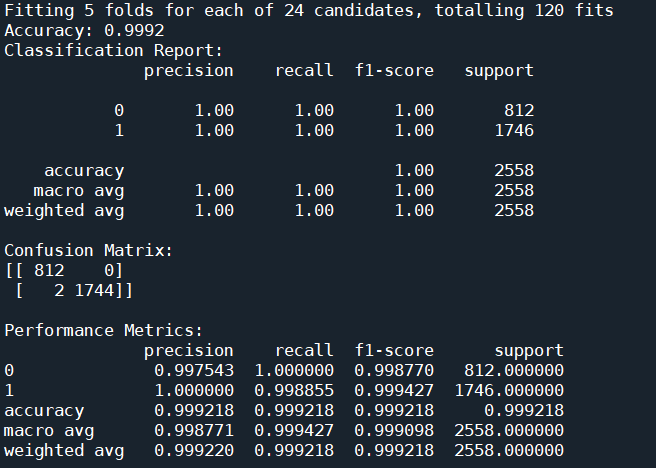 Fitting 5 folds for each of 24 candidates, totalling 120 fits
Accuracy: 0.9992
Classification Report:
              precision    recall  f1-score   support

           0       1.00      1.00      1.00       812
           1       1.00      1.00      1.00      1746

    accuracy                           1.00      2558
   macro avg       1.00      1.00      1.00      2558
weighted avg       1.00      1.00      1.00      2558

Confusion Matrix:
[[ 812    0]
 [   2 1744]]

Performance Metrics:
              precision    recall  f1-score      support
0              0.997543  1.000000  0.998770   812.000000
1              1.000000  0.998855  0.999427  1746.000000
accuracy       0.999218  0.999218  0.999218     0.999218
macro avg      0.998771  0.999427  0.999098  2558.000000
weighted avg   0.999220  0.999218  0.999218  2558.000000